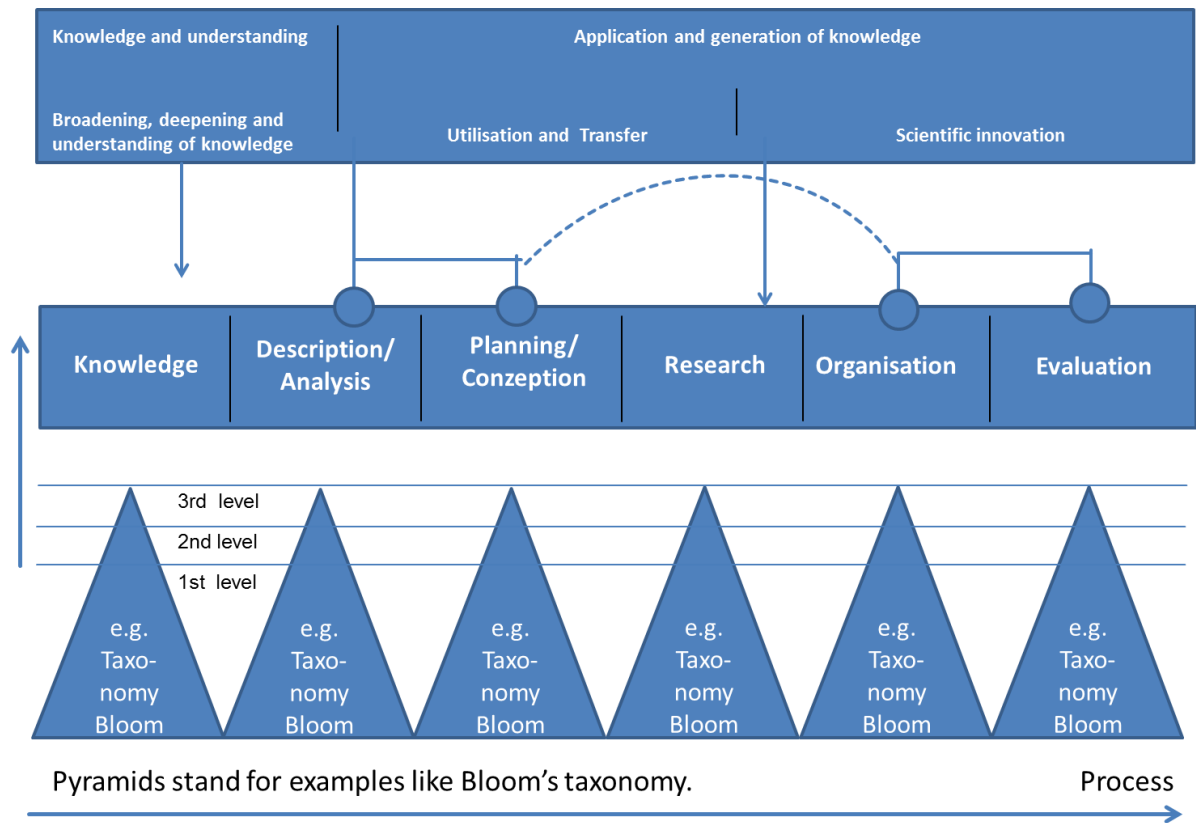 Knowledge and understanding
Application and generation of knowledge
Broadening, deepening and
understanding of knowledge
Utilisation and Transfer
Scientific innovation
Knowledge
Description/
Analysis
Planning/
Conzeption
Research
Organisation
Evaluation
3rd level
2nd level
1st level
e.g.
Taxo-
nomy
Bloom
e.g.
Taxo-
nomy
Bloom
e.g.
Taxo-
nomy
Bloom
e.g.
Taxo-
nomy
Bloom
e.g.
Taxo-
nomy
Bloom
e.g.
Taxo-
nomy
Bloom
Pyramids stand for examples like Bloom’s taxonomy.
Process